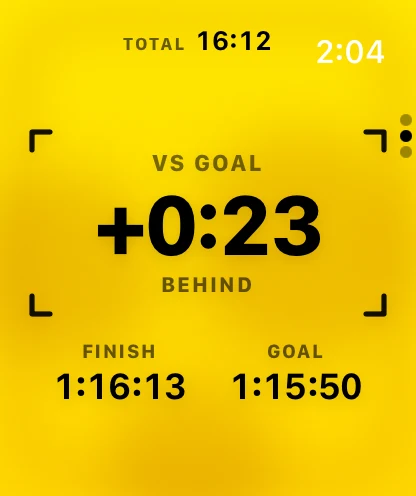 TOTAL 16:12
2:04
VS GOAL
+0:23
BEHIND
FINISH GOAL
1:16:13 1:15:50